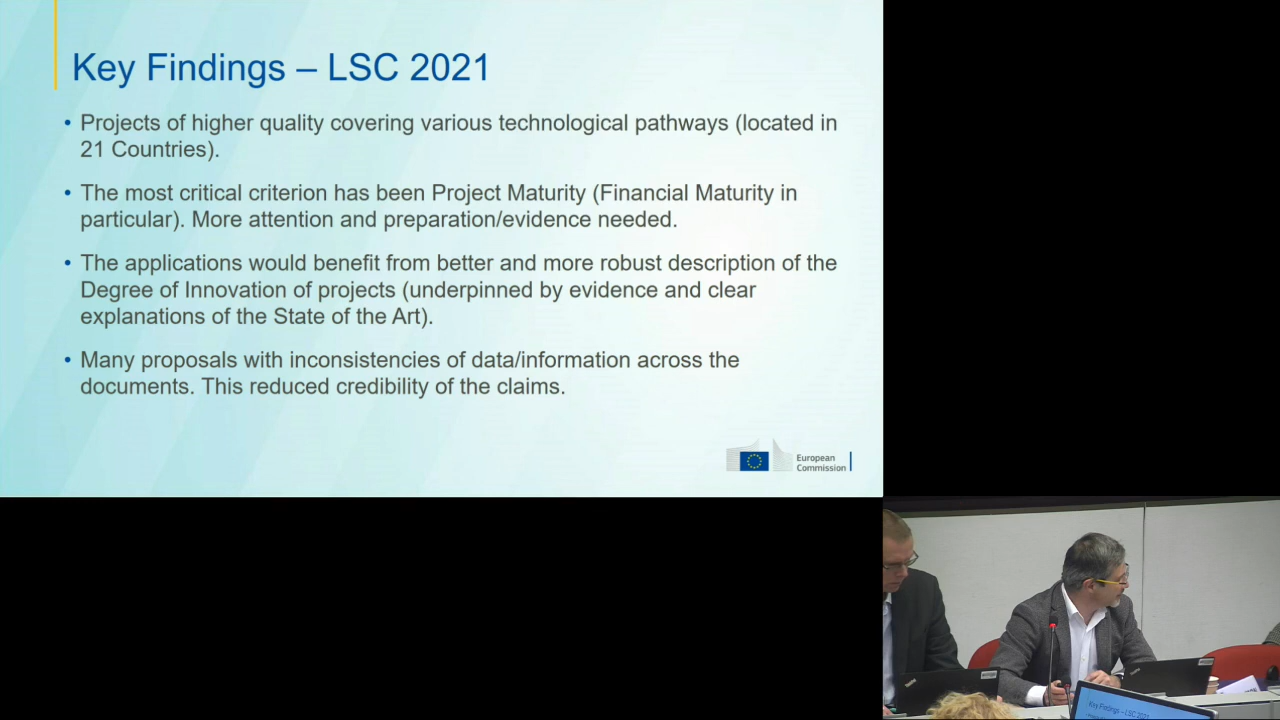 Key Findings – LSC 2021
• Projects of higher quality covering various technological pathways (located in
21 Countries).
• The most critical criterion has been Project Maturity (Financial Maturity in
particular). More attention and preparation/evidence needed.
• The applications would benefit from better and more robust description of the
Degree of Innovation of projects (underpinned by evidence and clear
explanations of the State of the Art).
• Many proposals with inconsistencies of data/information across the
documents. This reduced credibility of the claims.
European
Commission
Key Findings – LSC 2021